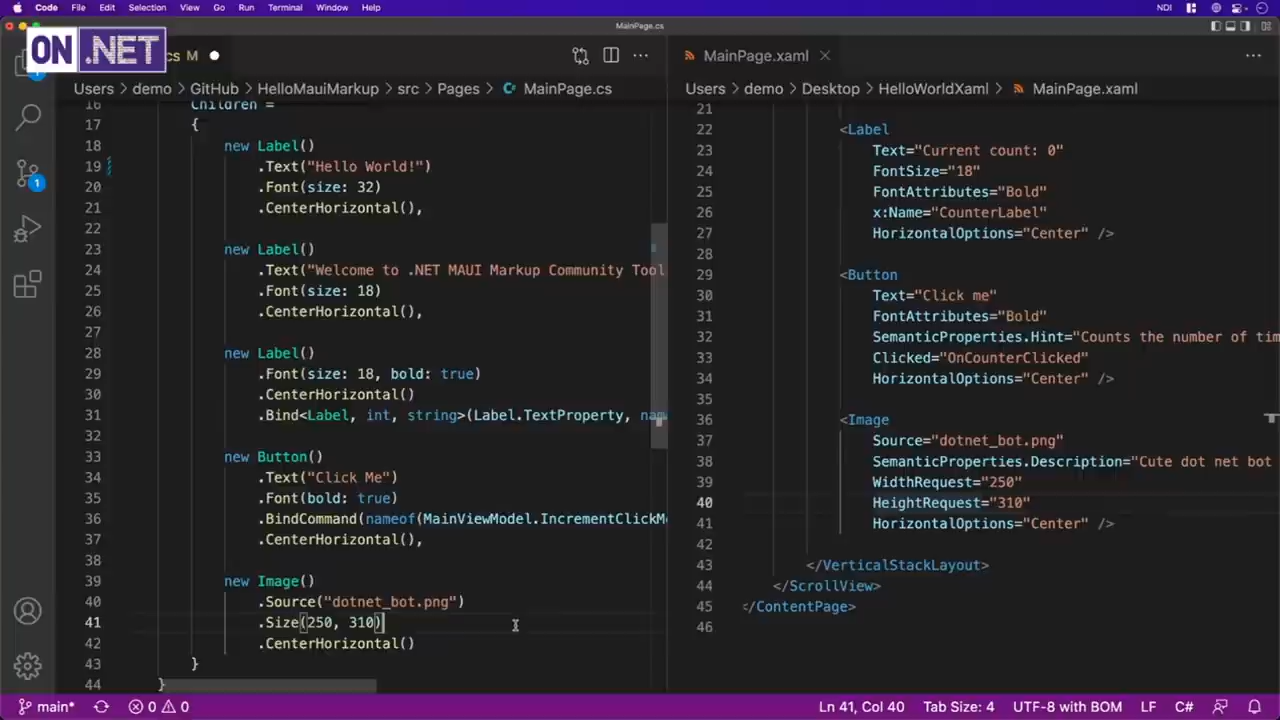 Code File Edit Selection View Go Run Terminal Window Help
NDI
MainPage.cs
ON .NET
cs M
MainPage.xaml
Users > demo > GitHub > HelloMauiMarkup > src > Pages > MainPage.cs
Users > demo > Desktop > HelloWorldXaml > MainPage.xaml
16 Children =
17 {
18 new Label()
19 .Text("Hello World!")
20 .Font(size: 32)
21 .CenterHorizontal(),
22
23 new Label()
24 .Text("Welcome to .NET MAUI Markup Community Tool
25 .Font(size: 18)
26 .CenterHorizontal(),
27
28 new Label()
29 .Font(size: 18, bold: true)
30 .CenterHorizontal()
31 .Bind<Label, int, string>(Label.TextProperty, nam
32
33 new Button()
34 .Text("Click Me")
35 .Font(bold: true)
36 .BindCommand(nameof(MainViewModel.IncrementClickM
37 .CenterHorizontal(),
38
39 new Image()
40 .Source("dotnet_bot.png")
41 .Size(250, 310)
42 .CenterHorizontal()
43 }
44 }
21
22 <Label
23 Text="Current count: 0"
24 FontSize="18"
25 FontAttributes="Bold"
26 x:Name="CounterLabel"
27 HorizontalOptions="Center" />
28
29 <Button
30 Text="Click me"
31 FontAttributes="Bold"
32 SemanticProperties.Hint="Counts the number of tim
33 Clicked="OnCounterClicked"
34 HorizontalOptions="Center" />
35
36 <Image
37 Source="dotnet_bot.png"
38 SemanticProperties.Description="Cute dot net bot
39 WidthRequest="250"
40 HeightRequest="310"
41 HorizontalOptions="Center" />
42
43 </VerticalStackLayout>
44 </ScrollView>
45 </ContentPage>
46
1
1
main* 0 0 Ln 41, Col 40 Tab Size: 4 UTF-8 with BOM LF C#